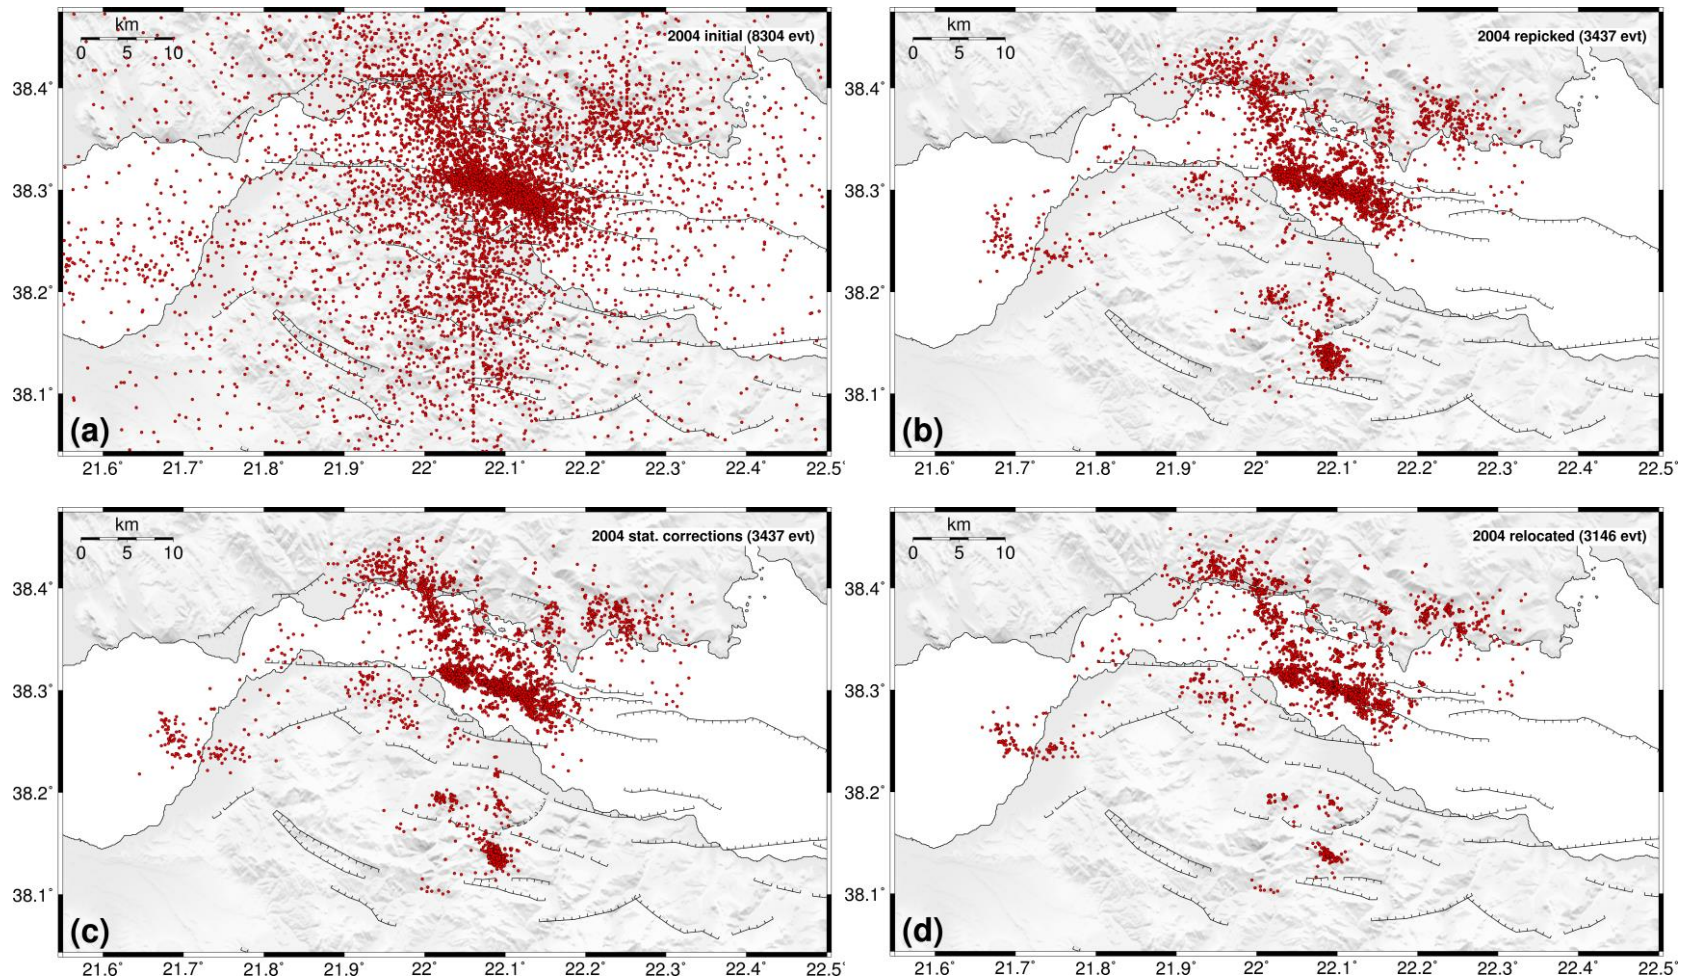 km
0 5 10
2004 initial (8304 evt)
38.4˚
38.3˚
38.2˚
38.1˚
(a)
21.6˚ 21.7˚ 21.8˚ 21.9˚ 22˚ 22.1˚ 22.2˚ 22.3˚ 22.4˚ 22.5˚
km
0 5 10
2004 repicked (3437 evt)
38.4˚
38.3˚
38.2˚
38.1˚
(b)
21.6˚ 21.7˚ 21.8˚ 21.9˚ 22˚ 22.1˚ 22.2˚ 22.3˚ 22.4˚ 22.5˚
km
0 5 10
2004 stat. corrections (3437 evt)
38.4˚
38.3˚
38.2˚
38.1˚
(c)
21.6˚ 21.7˚ 21.8˚ 21.9˚ 22˚ 22.1˚ 22.2˚ 22.3˚ 22.4˚ 22.5˚
km
0 5 10
2004 relocated (3146 evt)
38.4˚
38.3˚
38.2˚
38.1˚
(d)
21.6˚ 21.7˚ 21.8˚ 21.9˚ 22˚ 22.1˚ 22.2˚ 22.3˚ 22.4˚ 22.5˚